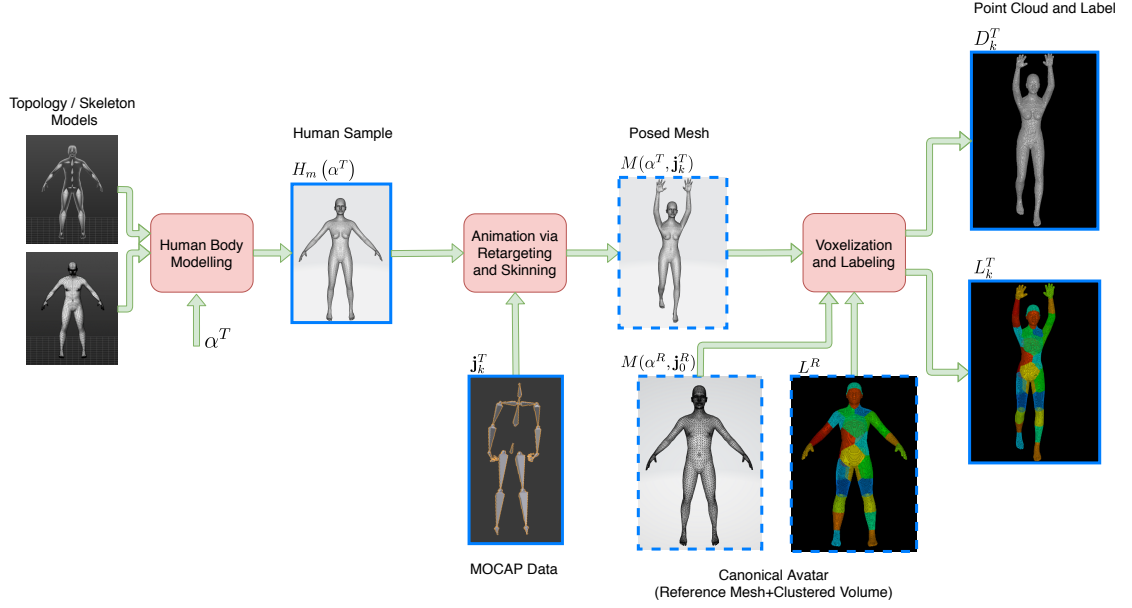 Point Cloud and Label
D_k^T
Topology / Skeleton
Models
Human Sample
H_m (α^T)
Posed Mesh
M(α^T, j_k^T)
Human Body
Modelling
Animation via
Retargeting
and Skinning
Voxelization
and Labeling
L_k^T
α^T
j_k^T
M(α^R, j_0^R)
L^R
MOCAP Data
Canonical Avatar
(Reference Mesh+Clustered Volume)